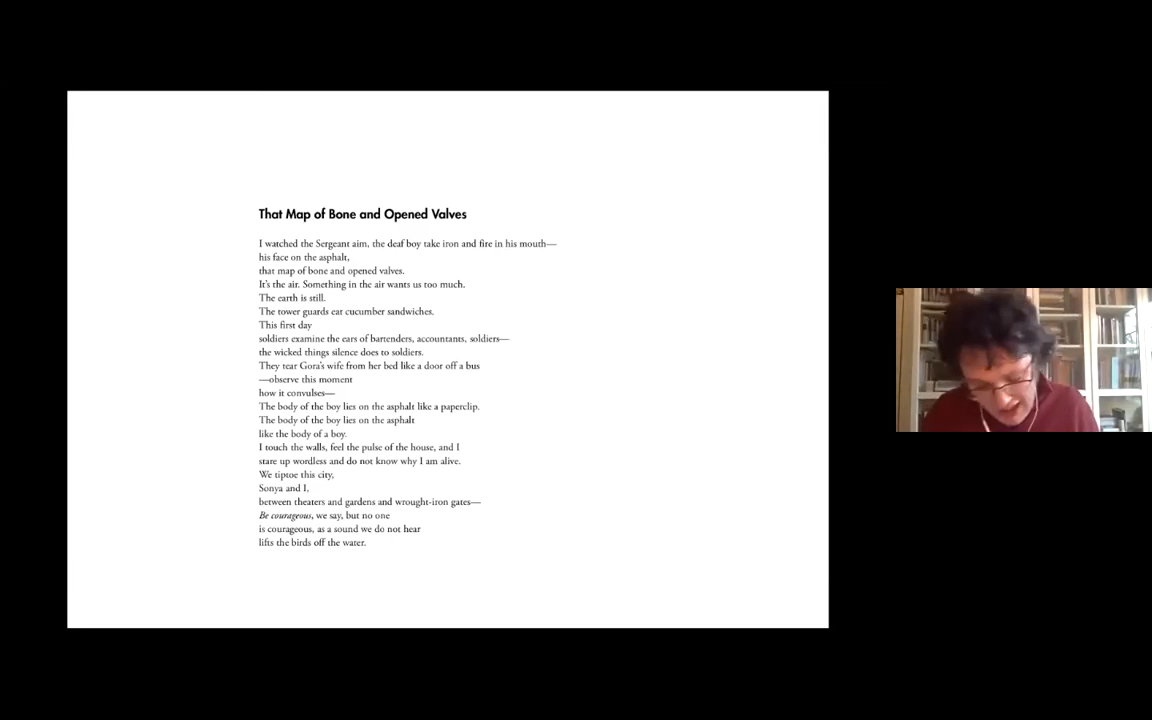 That Map of Bone and Opened Valves
I watched the Sergeant aim, the deaf boy take iron and fire in his mouth—
his face on the asphalt,
that map of bone and opened valves.
It's the air. Something in the air wants us too much.
The earth is still.
The tower guards eat cucumber sandwiches.
This first day
soldiers examine the ears of bartenders, accountants, soldiers—
the wicked things silence does to soldiers.
They tear Gora's wife from her bed like a door off a bus
—observe this moment
how it convulses—
The body of the boy lies on the asphalt like a paperclip.
The body of the boy lies on the asphalt
like the body of a boy.
I touch the walls, feel the pulse of the house, and I
stare up wordless and do not know why I am alive.
We tiptoe this city,
Sonya and I,
between theaters and gardens and wrought-iron gates—
Be courageous, we say, but no one
is courageous, as a sound we do not hear
lifts the birds off the water.